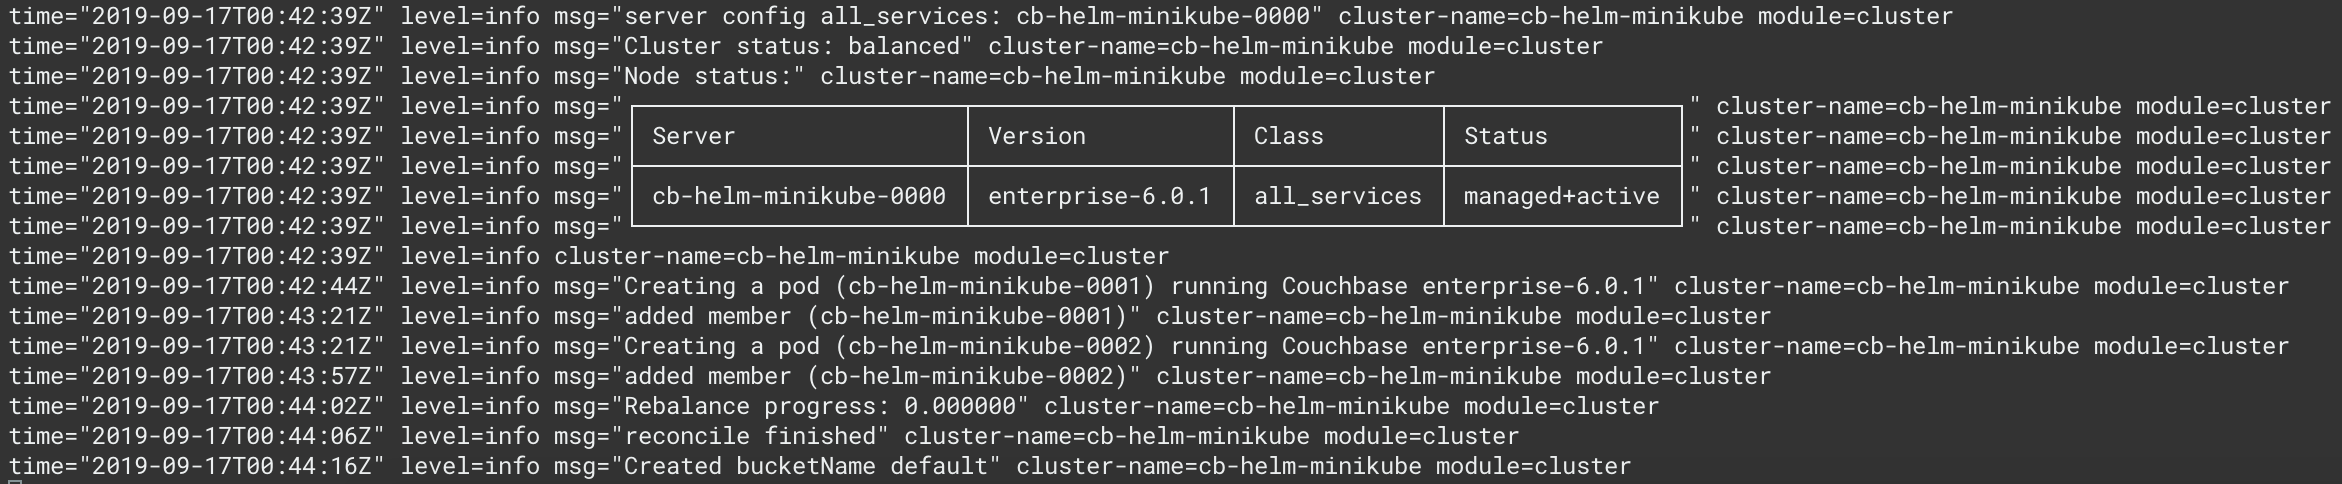 time="2019-09-17T00:42:39Z" level=info msg="server config all_services: cb-helm-minikube-0000" cluster-name=cb-helm-minikube module=cluster
time="2019-09-17T00:42:39Z" level=info msg="Cluster status: balanced" cluster-name=cb-helm-minikube module=cluster
time="2019-09-17T00:42:39Z" level=info msg="Node status:" cluster-name=cb-helm-minikube module=cluster
time="2019-09-17T00:42:39Z" level=info msg=" " cluster-name=cb-helm-minikube module=cluster
time="2019-09-17T00:42:39Z" level=info msg=" Server Version Class Status " cluster-name=cb-helm-minikube module=cluster
time="2019-09-17T00:42:39Z" level=info msg=" " cluster-name=cb-helm-minikube module=cluster
time="2019-09-17T00:42:39Z" level=info msg=" cb-helm-minikube-0000 enterprise-6.0.1 all_services managed+active " cluster-name=cb-helm-minikube module=cluster
time="2019-09-17T00:42:39Z" level=info msg=" " cluster-name=cb-helm-minikube module=cluster
time="2019-09-17T00:42:39Z" level=info cluster-name=cb-helm-minikube module=cluster
time="2019-09-17T00:42:44Z" level=info msg="Creating a pod (cb-helm-minikube-0001) running Couchbase enterprise-6.0.1" cluster-name=cb-helm-minikube module=cluster
time="2019-09-17T00:43:21Z" level=info msg="added member (cb-helm-minikube-0001)" cluster-name=cb-helm-minikube module=cluster
time="2019-09-17T00:43:21Z" level=info msg="Creating a pod (cb-helm-minikube-0002) running Couchbase enterprise-6.0.1" cluster-name=cb-helm-minikube module=cluster
time="2019-09-17T00:43:57Z" level=info msg="added member (cb-helm-minikube-0002)" cluster-name=cb-helm-minikube module=cluster
time="2019-09-17T00:44:02Z" level=info msg="Rebalance progress: 0.000000" cluster-name=cb-helm-minikube module=cluster
time="2019-09-17T00:44:06Z" level=info msg="reconcile finished" cluster-name=cb-helm-minikube module=cluster
time="2019-09-17T00:44:16Z" level=info msg="Created bucketName default" cluster-name=cb-helm-minikube module=cluster